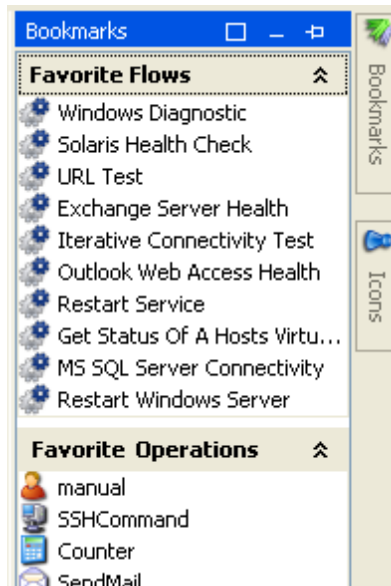 Bookmarks
Favorite Flows
Windows Diagnostic
Solaris Health Check
URL Test
Exchange Server Health
Iterative Connectivity Test
Outlook Web Access Health
Restart Service
Get Status Of A Hosts Virtu...
MS SQL Server Connectivity
Restart Windows Server
Favorite Operations
manual
SSHCommand
Counter
SendMail
Bookmarks
Icons